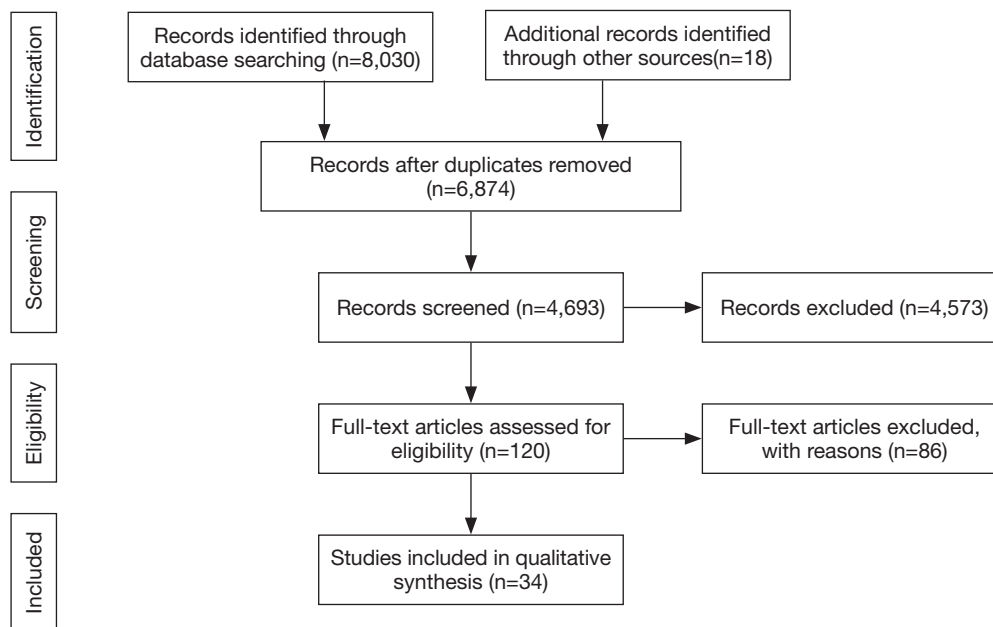 Identification
Records identified through
database searching (n=8,030)
Additional records identified
through other sources(n=18)
Records after duplicates removed
(n=6,874)
Screening
Records screened (n=4,693)
Records excluded (n=4,573)
Eligibility
Full-text articles assessed for
eligibility (n=120)
Full-text articles excluded,
with reasons (n=86)
Included
Studies included in qualitative
synthesis (n=34)